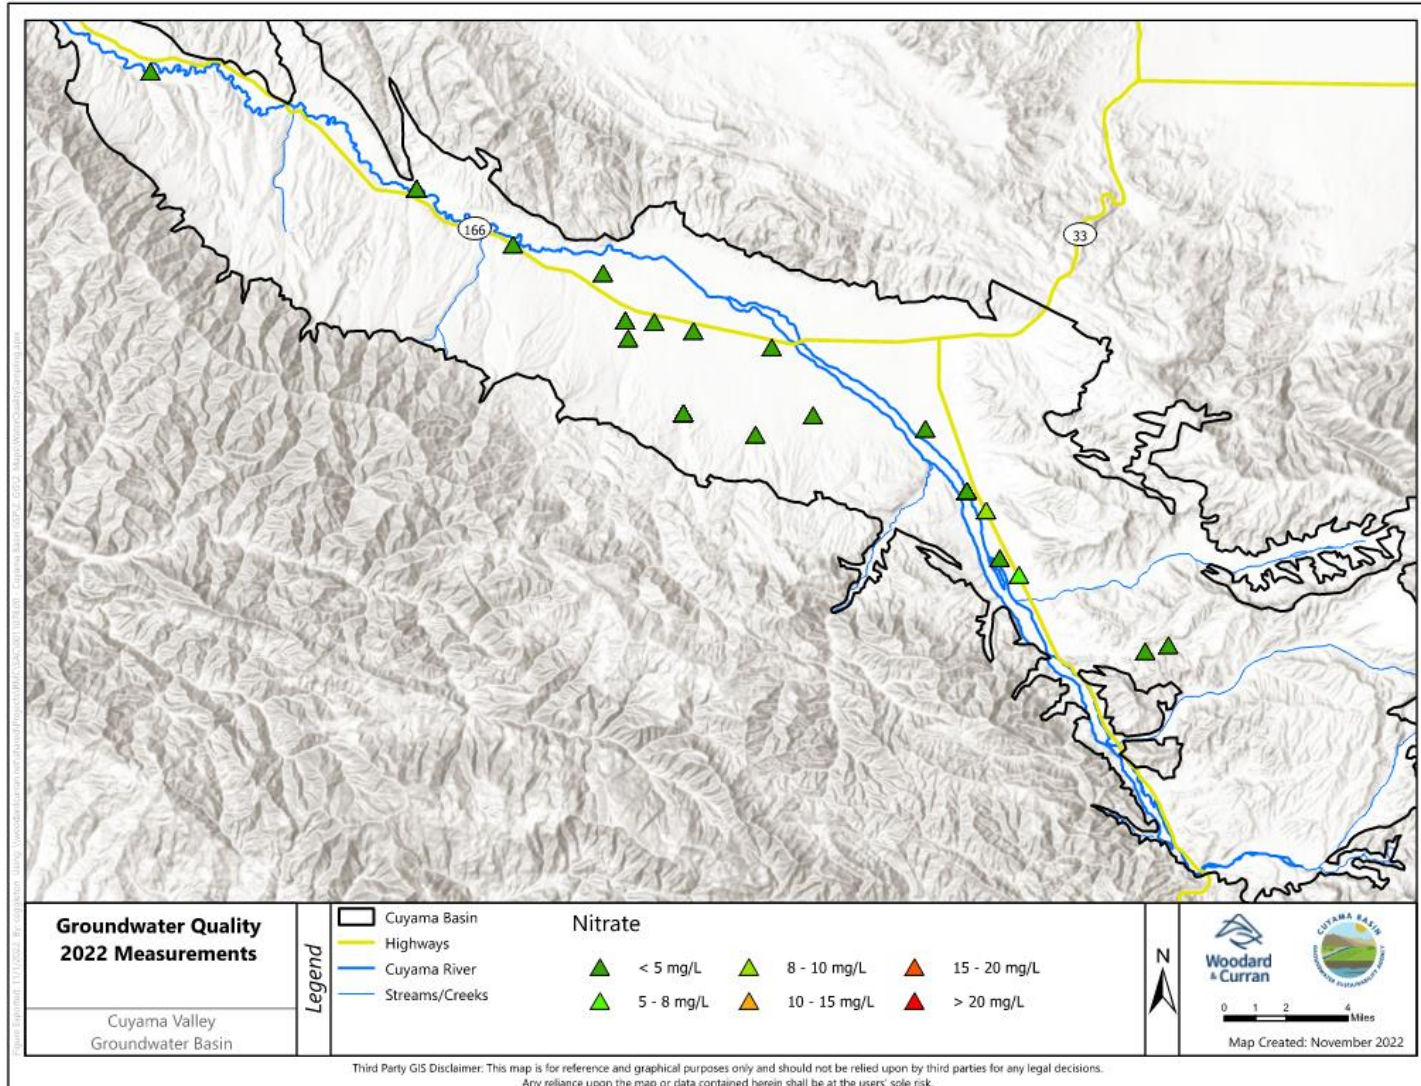 166
33
Groundwater Quality
2022 Measurements
Cuyama Valley
Groundwater Basin
Legend
Cuyama Basin
Highways
Cuyama River
Streams/Creeks
Nitrate
< 5 mg/L
8 - 10 mg/L
15 - 20 mg/L
5 - 8 mg/L
10 - 15 mg/L
> 20 mg/L
N
Woodard
& Curran
CUYAMA BASIN
GROUNDWATER SUSTAINABILITY AGENCY
0 1 2 4
Miles
Map Created: November 2022
Third Party GIS Disclaimer: This map is for reference and graphical purposes only and should not be relied upon by third parties for any legal decisions.
Any reliance upon the map or data contained herein shall be at the users' sole risk.